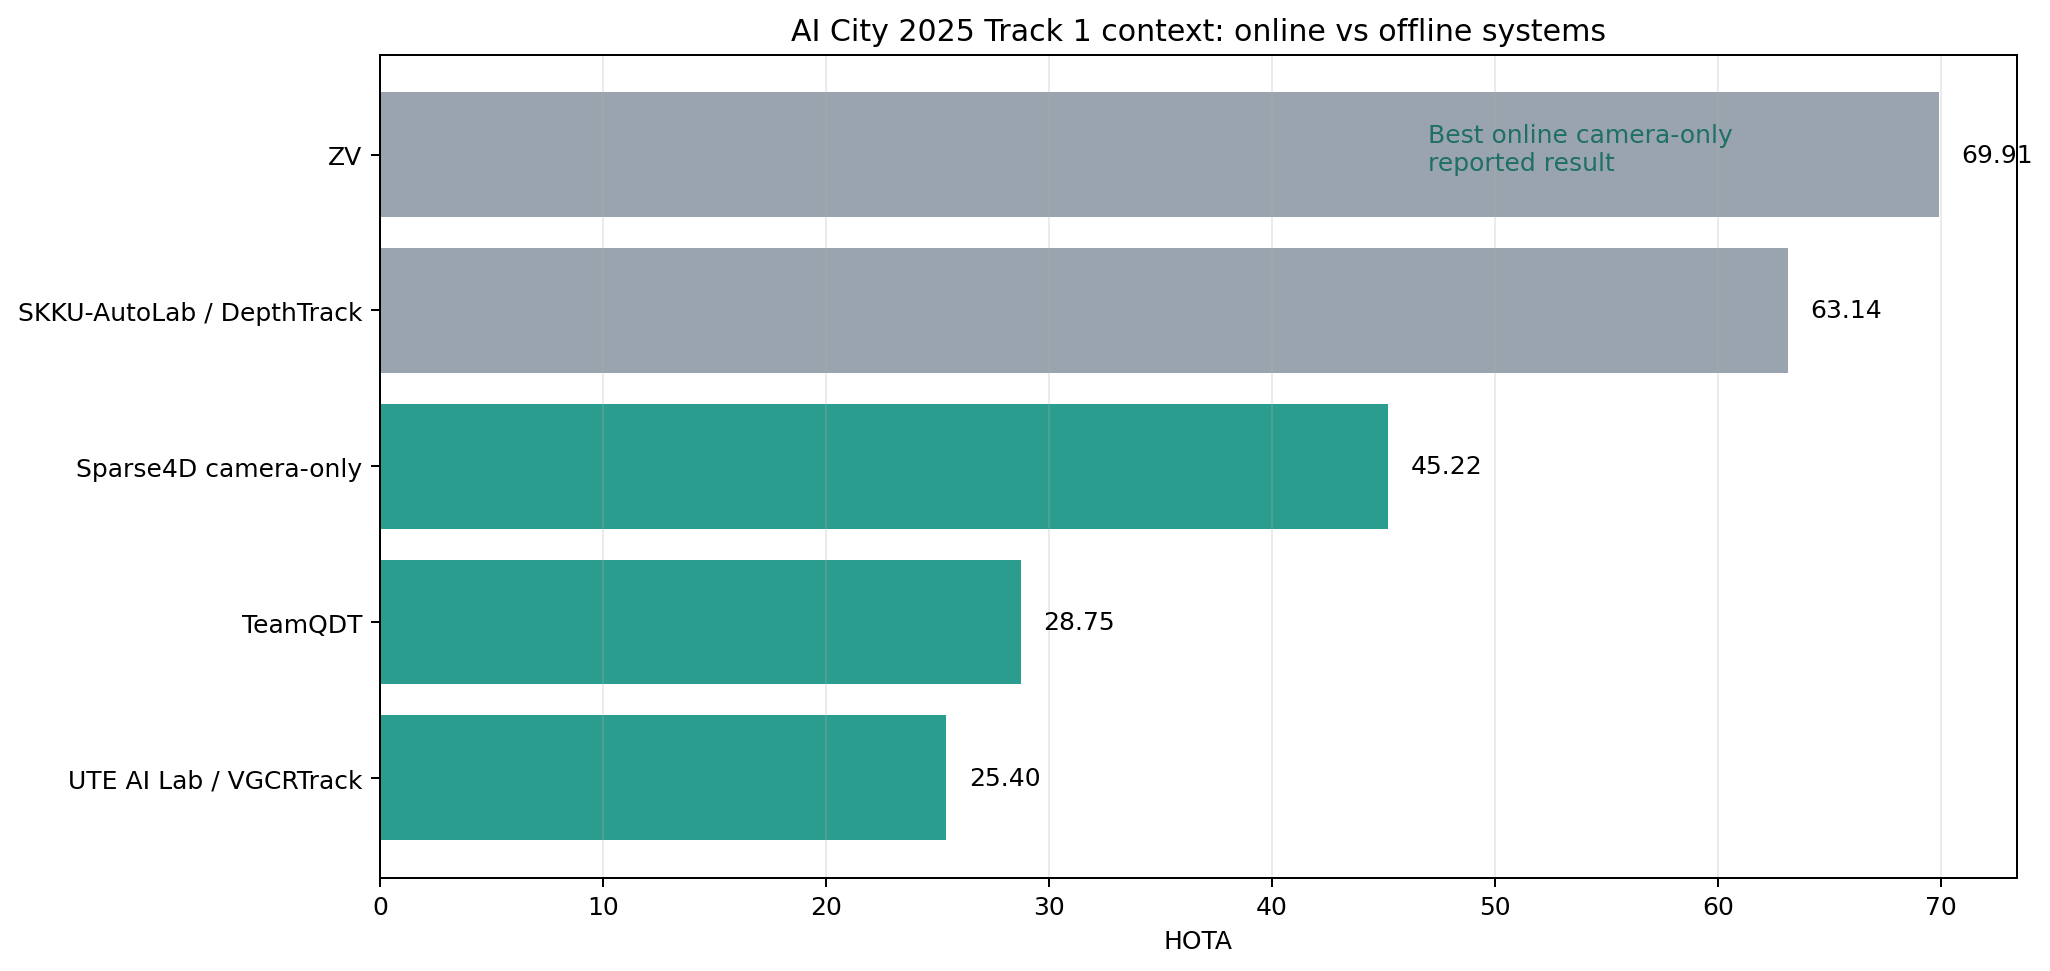 AI City 2025 Track 1 context: online vs offline systems
ZV
Best online camera-only
reported result
69.91
SKKU-AutoLab / DepthTrack
63.14
Sparse4D camera-only
45.22
TeamQDT
28.75
UTE AI Lab / VGCRTrack
25.40
0 10 20 30 40 50 60 70
HOTA